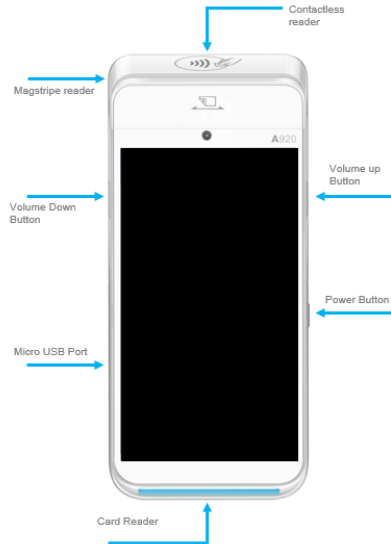 Contactless
reader
Magstripe reader
A920
Volume up
Button
Volume Down
Button
Power Button
Micro USB Port
Card Reader